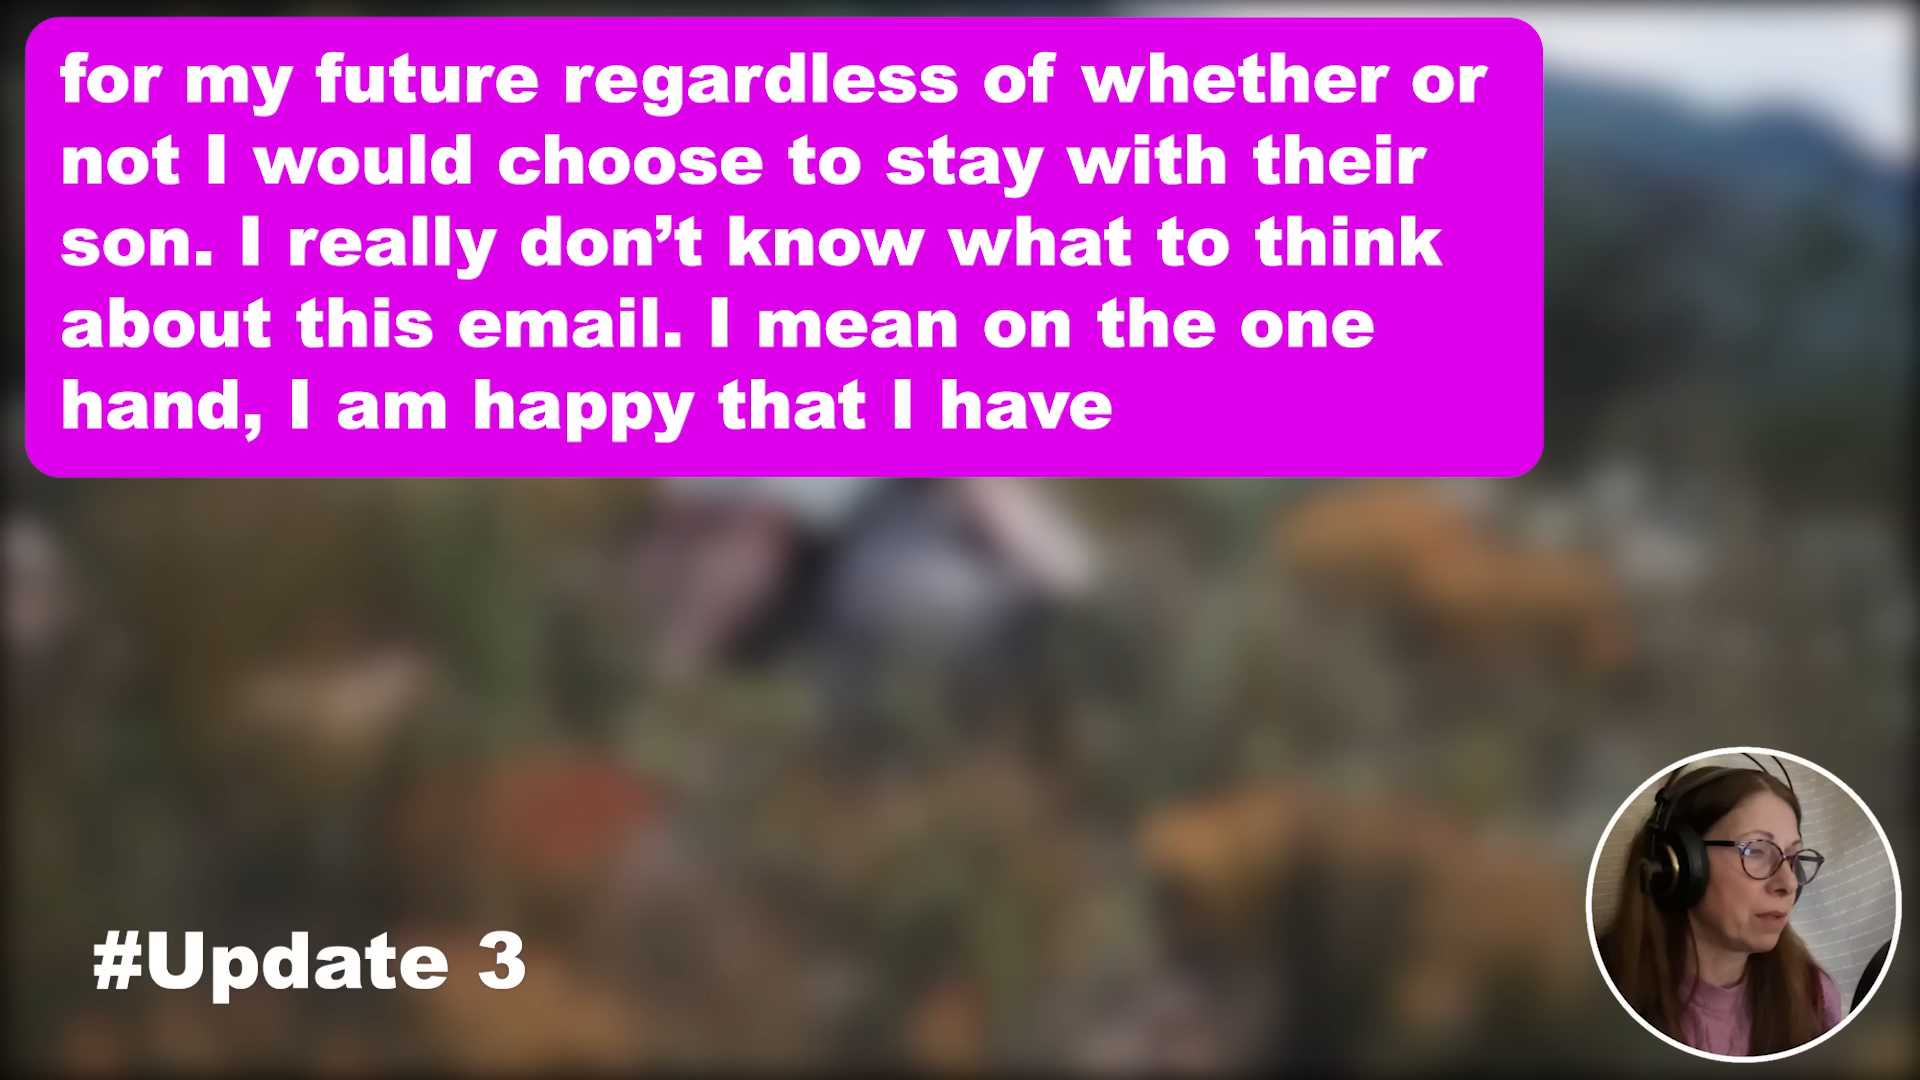 for my future regardless of whether or
not I would choose to stay with their
son. I really don’t know what to think
about this email. I mean on the one
hand, I am happy that I have
#Update 3